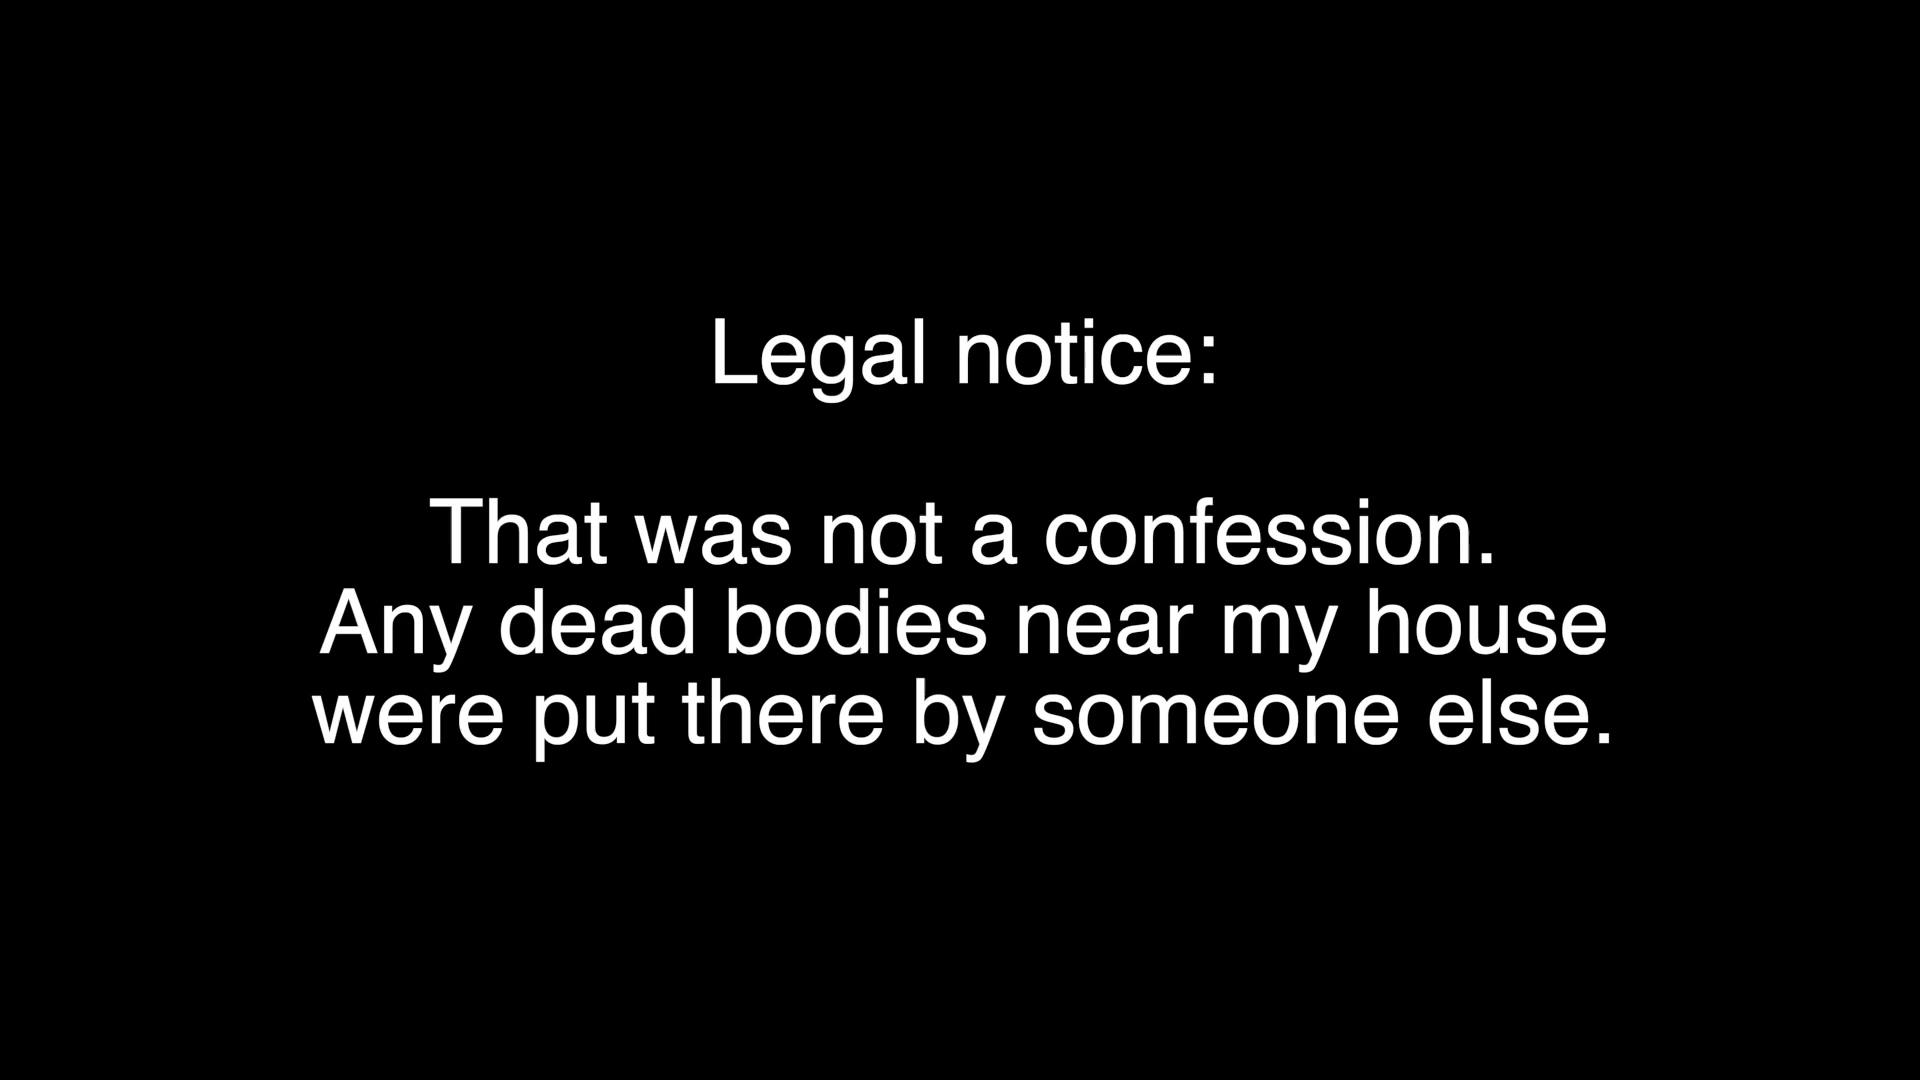 Legal notice:
That was not a confession.
Any dead bodies near my house
were put there by someone else.